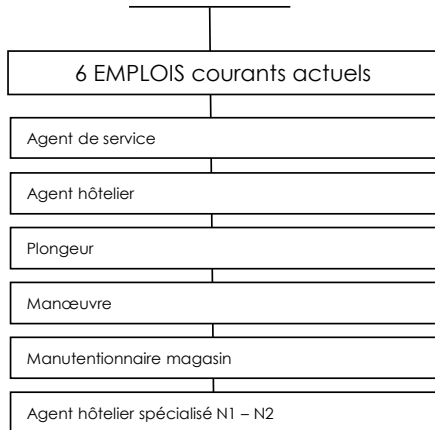 6 EMPLOIS courants actuels
Agent de service
Agent hôtelier
Plongeur
Manœuvre
Manutentionnaire magasin
Agent hôtelier spécialisé N1 – N2